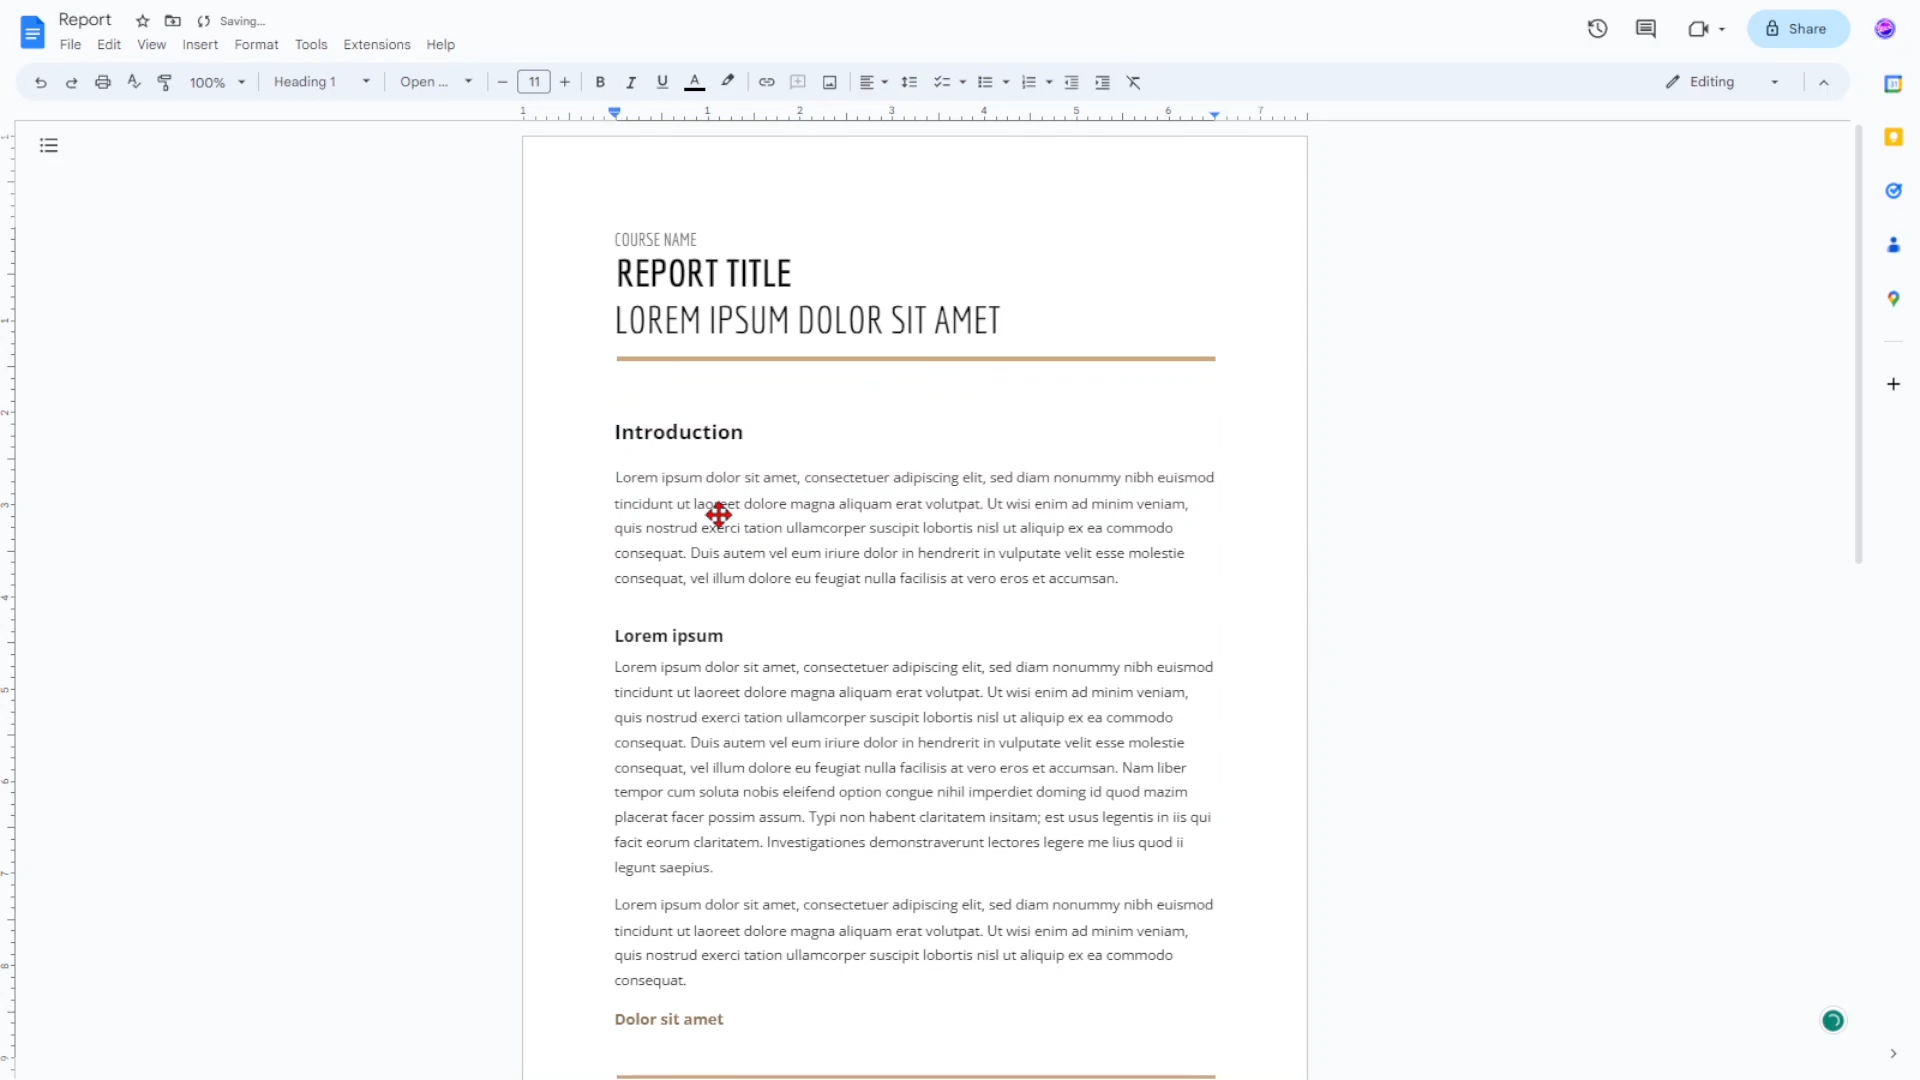 Report
Saving...
File Edit View Insert Format Tools Extensions Help
Share
100% Heading 1 Open ... 11
Editing
1 1 2 3 4 5 6 7
COURSE NAME
REPORT TITLE
LOREM IPSUM DOLOR SIT AMET
Introduction
Lorem ipsum dolor sit amet, consectetuer adipiscing elit, sed diam nonummy nibh euismod
tincidunt ut laoreet dolore magna aliquam erat volutpat. Ut wisi enim ad minim veniam,
quis nostrud exerci tation ullamcorper suscipit lobortis nisl ut aliquip ex ea commodo
consequat. Duis autem vel eum iriure dolor in hendrerit in vulputate velit esse molestie
consequat, vel illum dolore eu feugiat nulla facilisis at vero eros et accumsan.
Lorem ipsum
Lorem ipsum dolor sit amet, consectetuer adipiscing elit, sed diam nonummy nibh euismod
tincidunt ut laoreet dolore magna aliquam erat volutpat. Ut wisi enim ad minim veniam,
quis nostrud exerci tation ullamcorper suscipit lobortis nisl ut aliquip ex ea commodo
consequat. Duis autem vel eum iriure dolor in hendrerit in vulputate velit esse molestie
consequat, vel illum dolore eu feugiat nulla facilisis at vero eros et accumsan. Nam liber
tempor cum soluta nobis eleifend option congue nihil imperdiet doming id quod mazim
placerat facer possim assum. Typi non habent claritatem insitam; est usus legentis in iis qui
facit eorum claritatem. Investigationes demonstraverunt lectores legere me lius quod ii
legunt saepius.
Lorem ipsum dolor sit amet, consectetuer adipiscing elit, sed diam nonummy nibh euismod
tincidunt ut laoreet dolore magna aliquam erat volutpat. Ut wisi enim ad minim veniam,
quis nostrud exerci tation ullamcorper suscipit lobortis nisl ut aliquip ex ea commodo
consequat.
Dolor sit amet